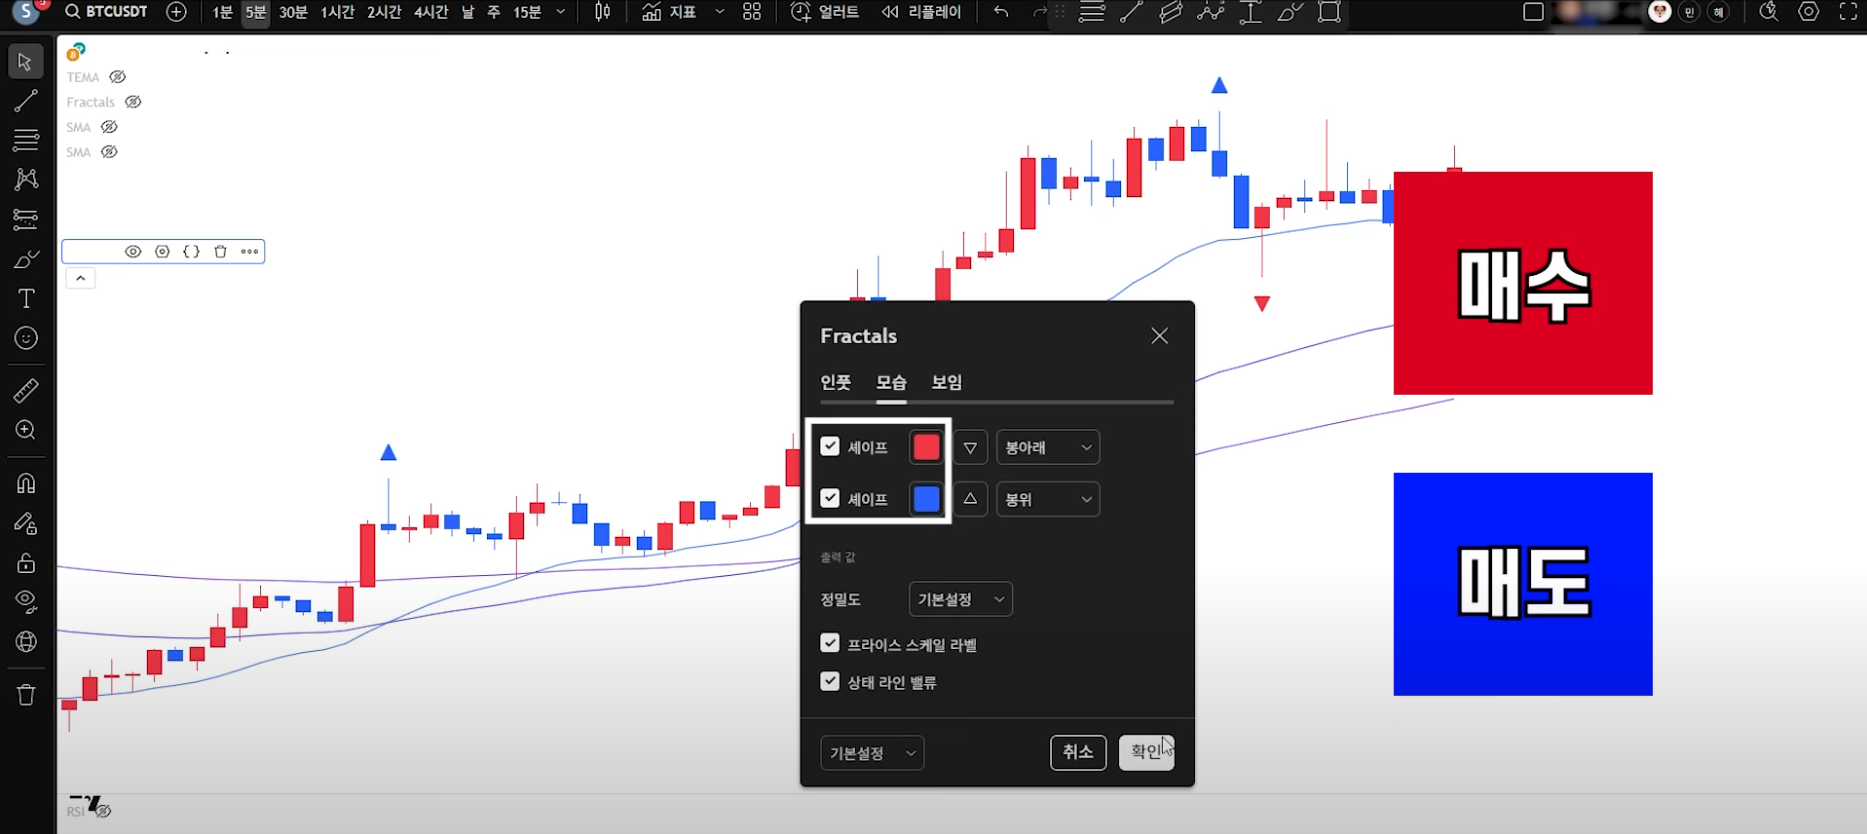 S
BTCUSDT
1분
5분
30분
1시간
2시간
4시간
날
주
15분
지표
얼러트
리플레이
민
혜
TEMA
Fractals
SMA
SMA
매수
Fractals
인풋
모습
보임
셰이프
봉아래
셰이프
봉위
매도
출력 값
정밀도
기본설정
프라이스 스케일 라벨
상태 라인 밸류
기본설정
취소
확인
RSI